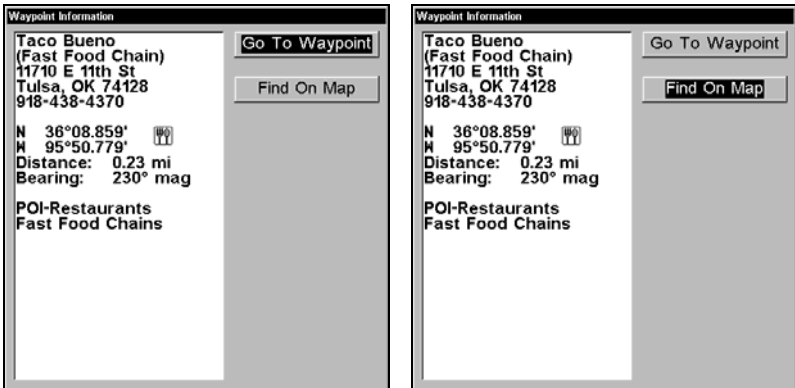 Waypoint Information
Taco Bueno
(Fast Food Chain)
11710 E 11th St
Tulsa, OK 74128
918-438-4370
N 36°08.859'
W 95°50.779'
Distance: 0.23 mi
Bearing: 230° mag
POI-Restaurants
Fast Food Chains
Go To Waypoint
Find On Map
Waypoint Information
Taco Bueno
(Fast Food Chain)
11710 E 11th St
Tulsa, OK 74128
918-438-4370
N 36°08.859'
W 95°50.779'
Distance: 0.23 mi
Bearing: 230° mag
POI-Restaurants
Fast Food Chains
Go To Waypoint
Find On Map